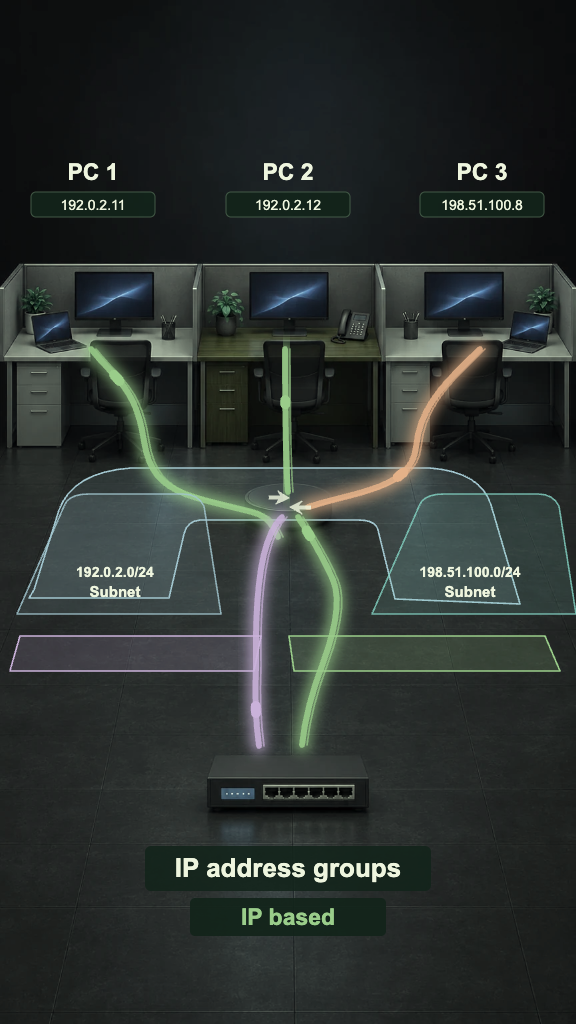 PC 1
PC 2
PC 3
192.0.2.11
192.0.2.12
198.51.100.8
192.0.2.0/24
Subnet
198.51.100.0/24
Subnet
IP address groups
IP based